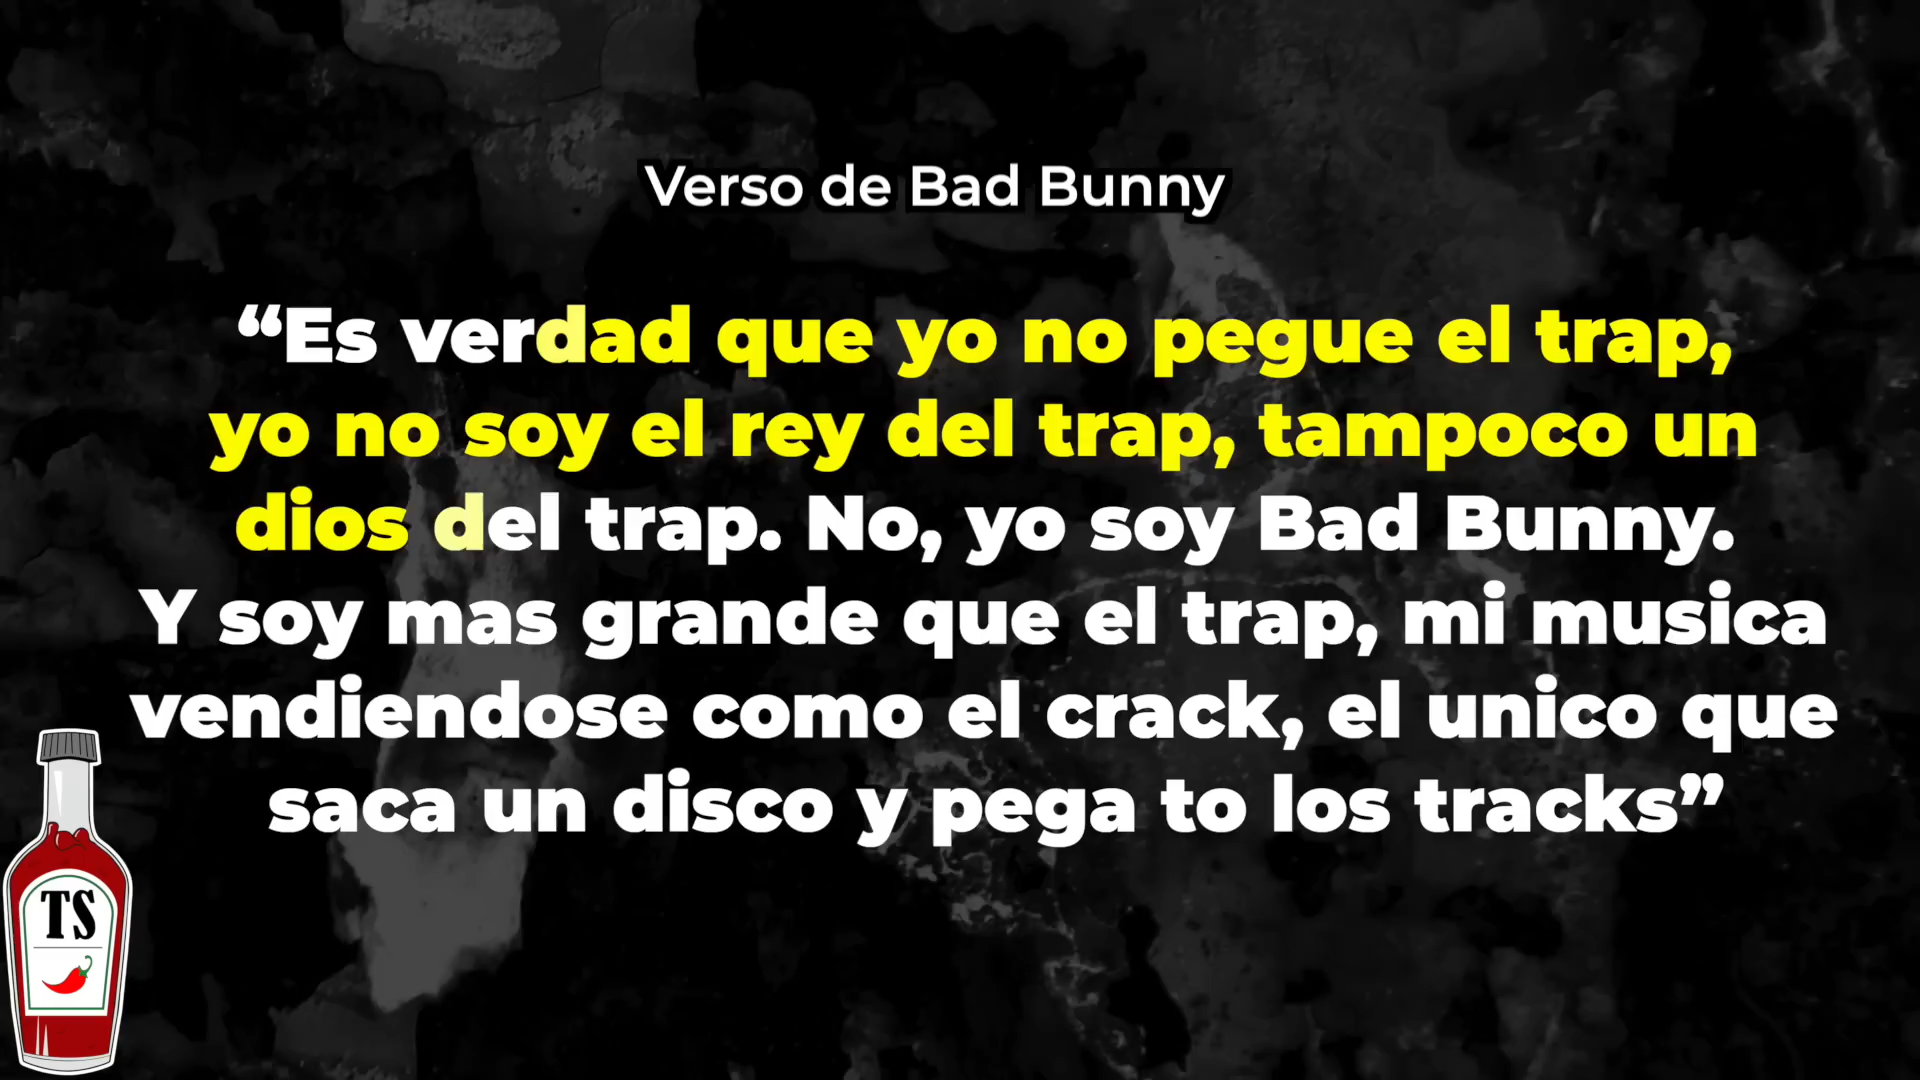 Verso de Bad Bunny
“Es verdad que yo no pegue el trap,
yo no soy el rey del trap, tampoco un
dios del trap. No, yo soy Bad Bunny.
Y soy mas grande que el trap, mi musica
vendiendose como el crack, el unico que
saca un disco y pega to los tracks”
TS